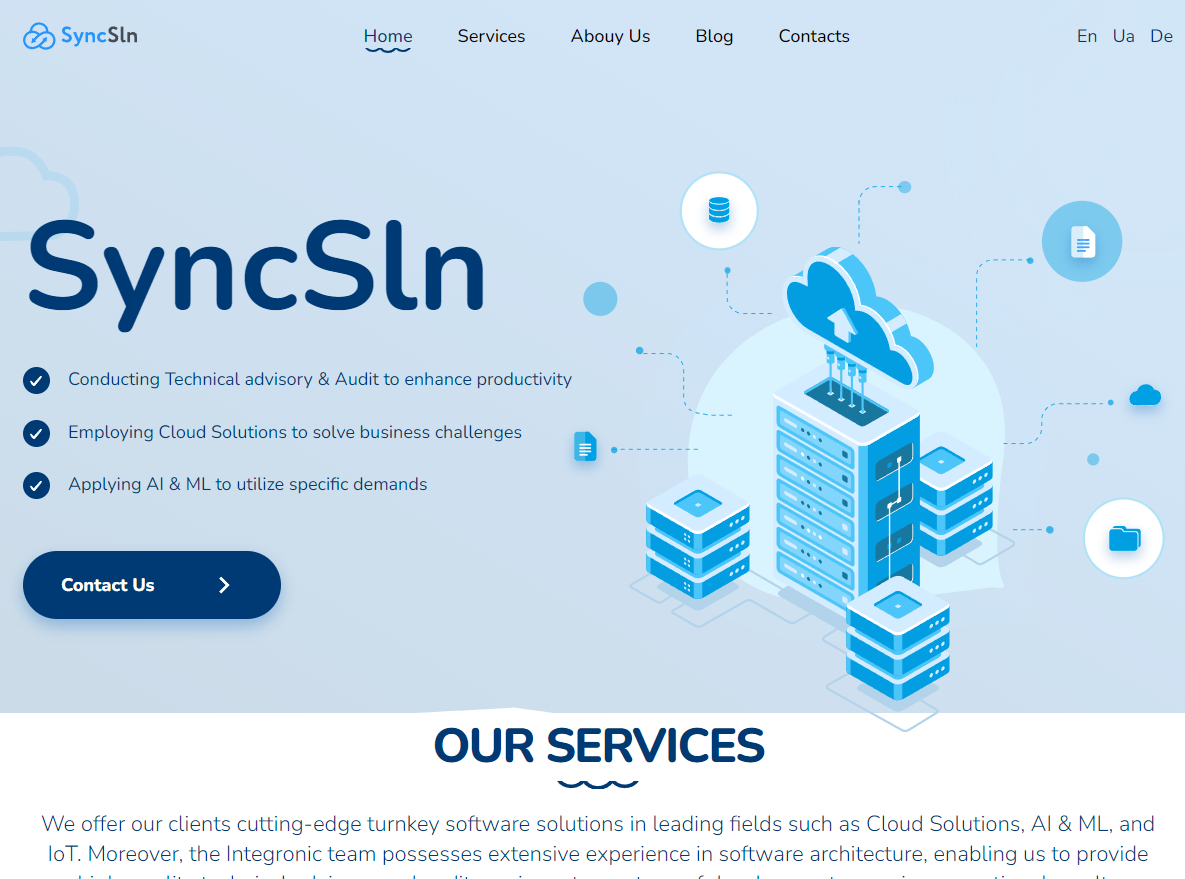 SyncSln
Home Services Abouy Us Blog Contacts
En Ua De
SyncSln
Conducting Technical advisory & Audit to enhance productivity
Employing Cloud Solutions to solve business challenges
Applying AI & ML to utilize specific demands
Contact Us
OUR SERVICES
We offer our clients cutting-edge turnkey software solutions in leading fields such as Cloud Solutions, AI & ML, and
IoT. Moreover, the Integronic team possesses extensive experience in software architecture, enabling us to provide